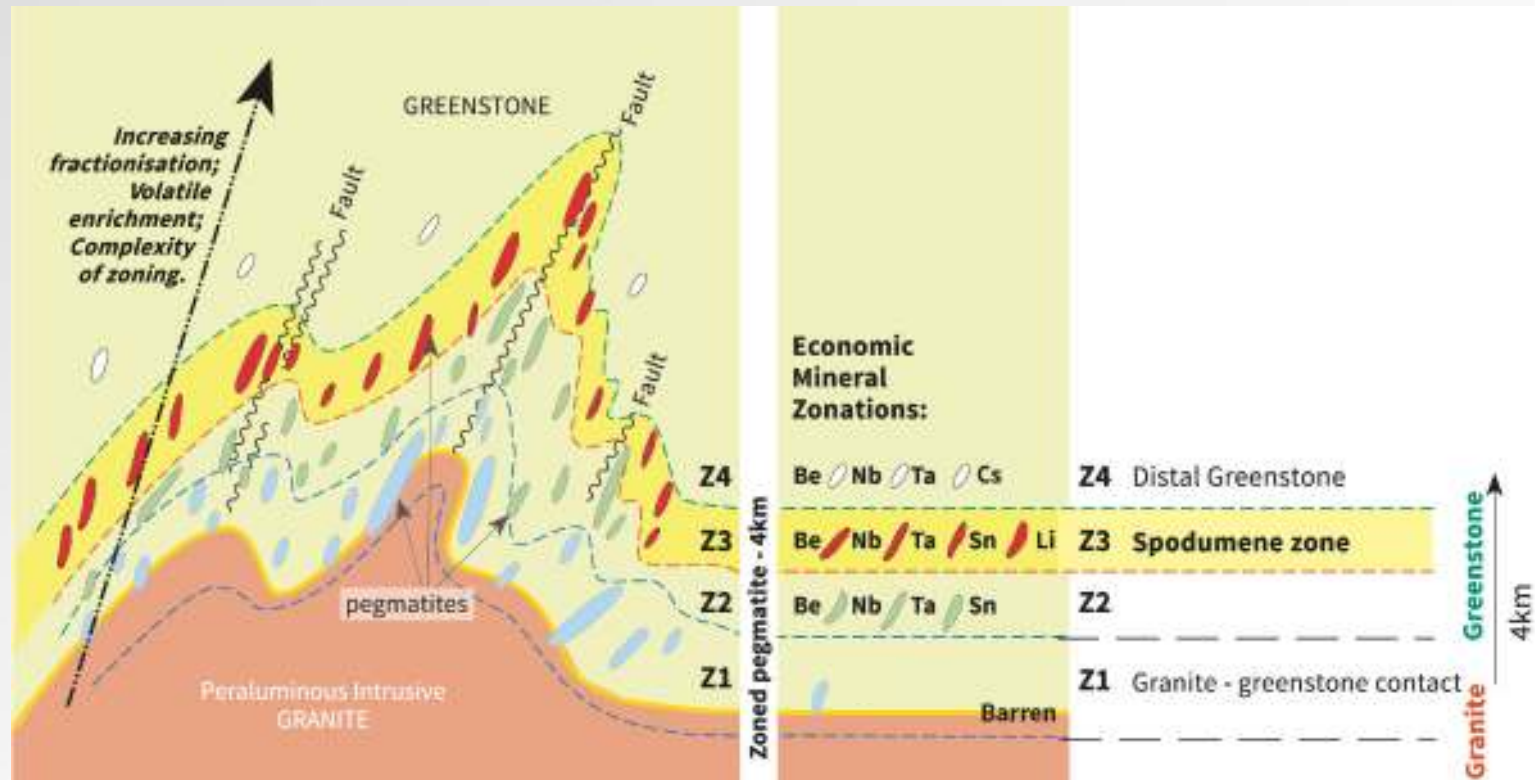 GREENSTONE
Fault
Fault
Fault
Increasing
fractionisation;
Volatile
enrichment;
Complexity
of zoning.
pegmatites
Peraluminous Intrusive
GRANITE
Z4
Z3
Z2
Z1
Zoned pegmatite - 4km
Economic
Mineral
Zonations:
Be Nb Ta Cs
Be Nb Ta Sn Li
Be Nb Ta Sn
Barren
Z4 Distal Greenstone
Z3 Spodumene zone
Z2
Z1 Granite - greenstone contact
Greenstone
Granite
4km